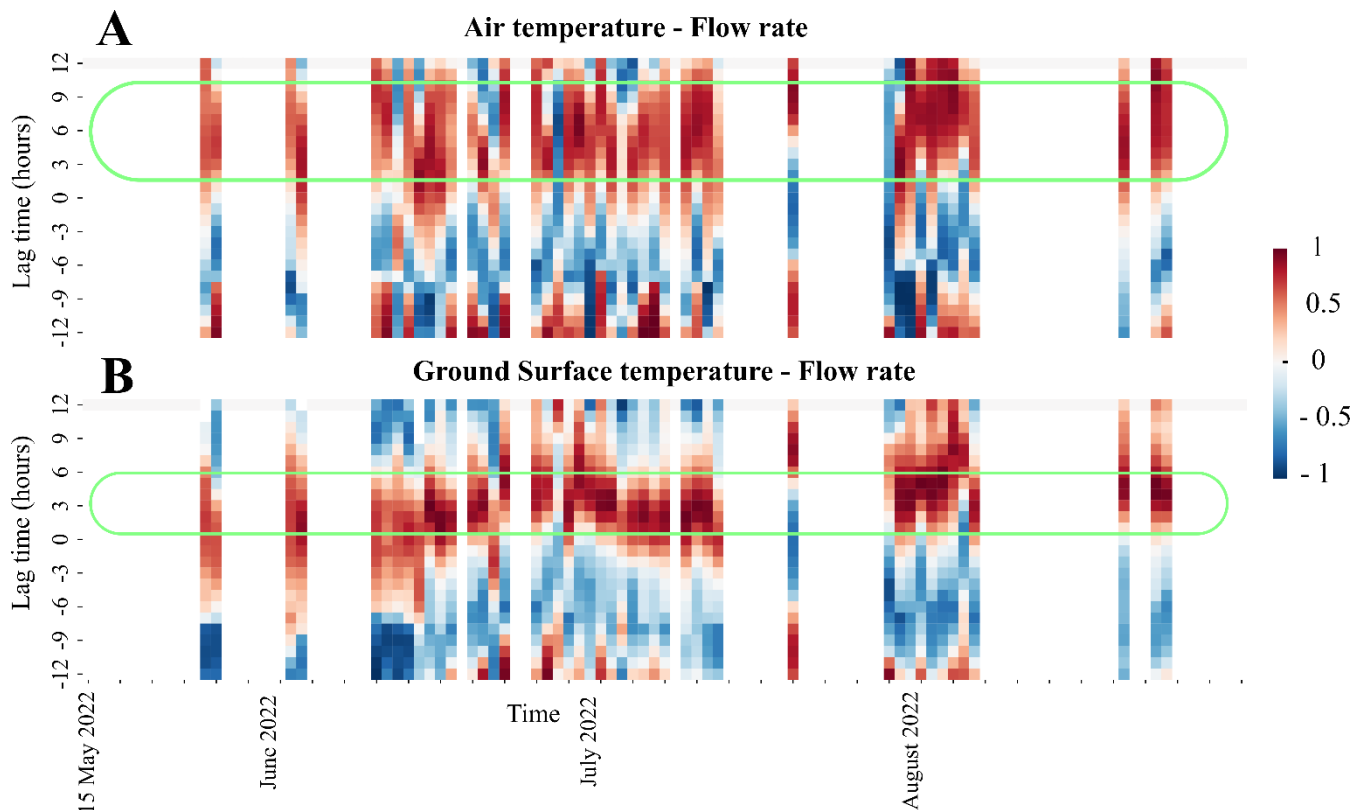 A
Air temperature - Flow rate
Lag time (hours)
12
9
6
3
0
-3
-6
-9
-12
B
Ground Surface temperature - Flow rate
Lag time (hours)
12
9
6
3
0
-3
-6
-9
-12
1
0.5
0
- 0.5
- 1
15 May 2022
Junc 2022
Time
July 2022
August 2022